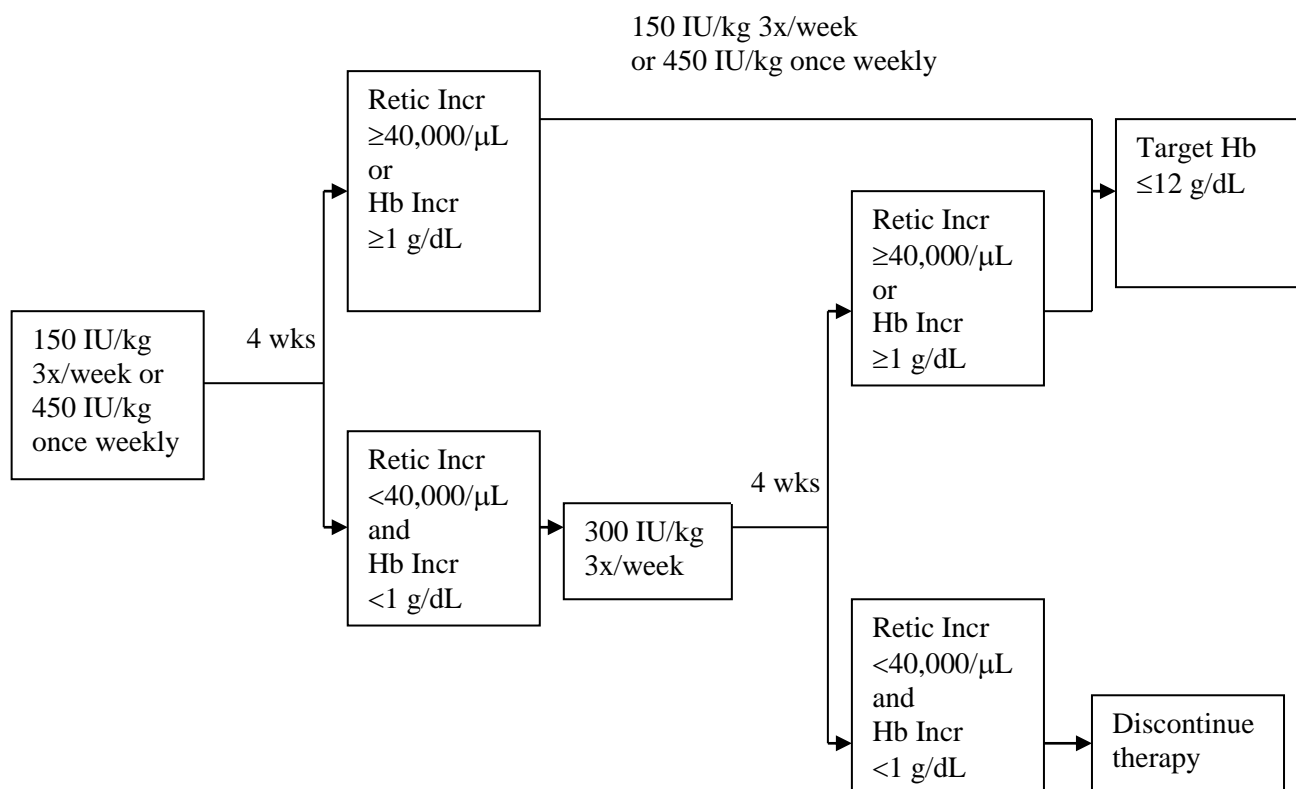 150 IU/kg 3x/week
or 450 IU/kg once weekly
Retic Incr
≥40,000/μL
or
Hb Incr
≥1 g/dL
Target Hb
≤12 g/dL
Retic Incr
≥40,000/μL
or
Hb Incr
≥1 g/dL
150 IU/kg
3x/week or
450 IU/kg
once weekly
4 wks
Retic Incr
<40,000/μL
and
Hb Incr
<1 g/dL
300 IU/kg
3x/week
4 wks
Retic Incr
<40,000/μL
and
Hb Incr
<1 g/dL
Discontinue
therapy